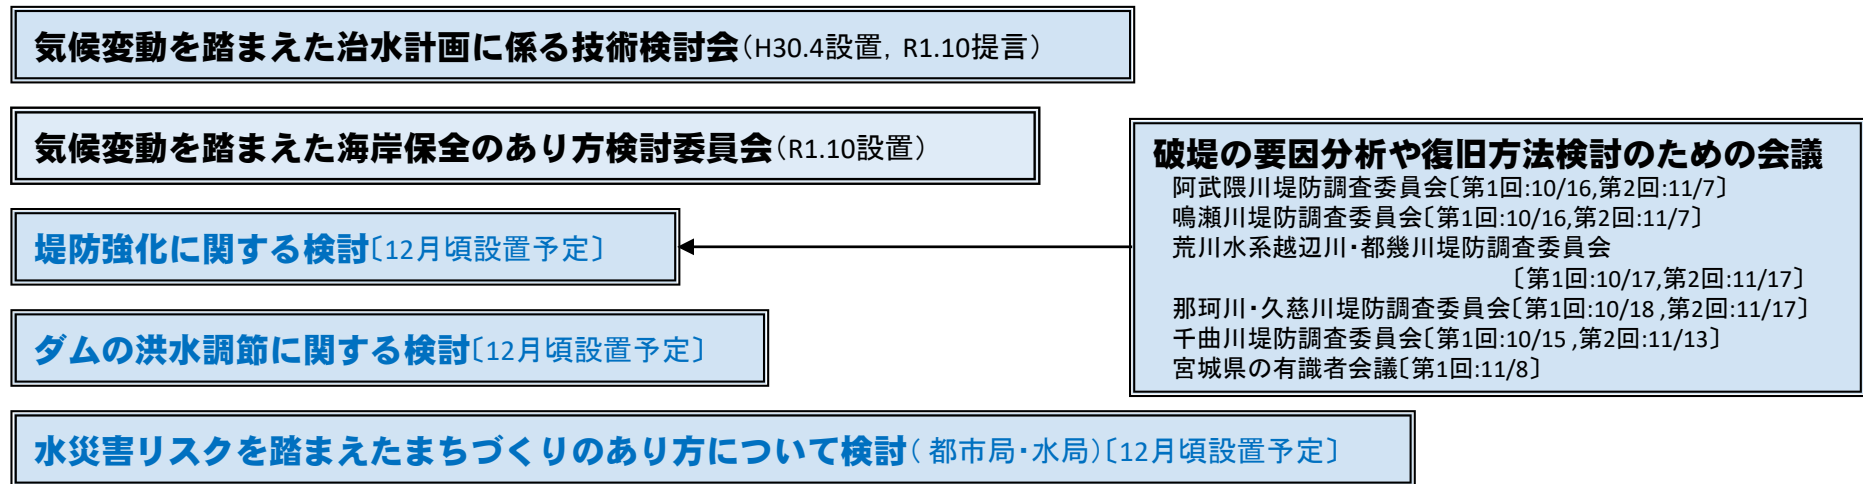 気候変動を踏まえた治水計画に係る技術検討会（H30.4設置，R1.10提言）
気候変動を踏まえた海岸保全のあり方検討委員会（R1.10設置）
堤防強化に関する検討〔12月頃設置予定〕
ダムの洪水調節に関する検討〔12月頃設置予定〕
水災害リスクを踏まえたまちづくりのあり方について検討（都市局・水局）〔12月頃設置予定〕
破堤の要因分析や復旧方法検討のための会議
阿武隈川堤防調査委員会〔第1回:10/16,第2回:11/7〕
鳴瀬川堤防調査委員会〔第1回:10/16,第2回:11/7〕
荒川水系越辺川・都幾川堤防調査委員会
〔第1回:10/17,第2回:11/17〕
那珂川・久慈川堤防調査委員会〔第1回:10/18 ,第2回:11/17〕
千曲川堤防調査委員会〔第1回:10/15 ,第2回:11/13〕
宮城県の有識者会議〔第1回:11/8〕